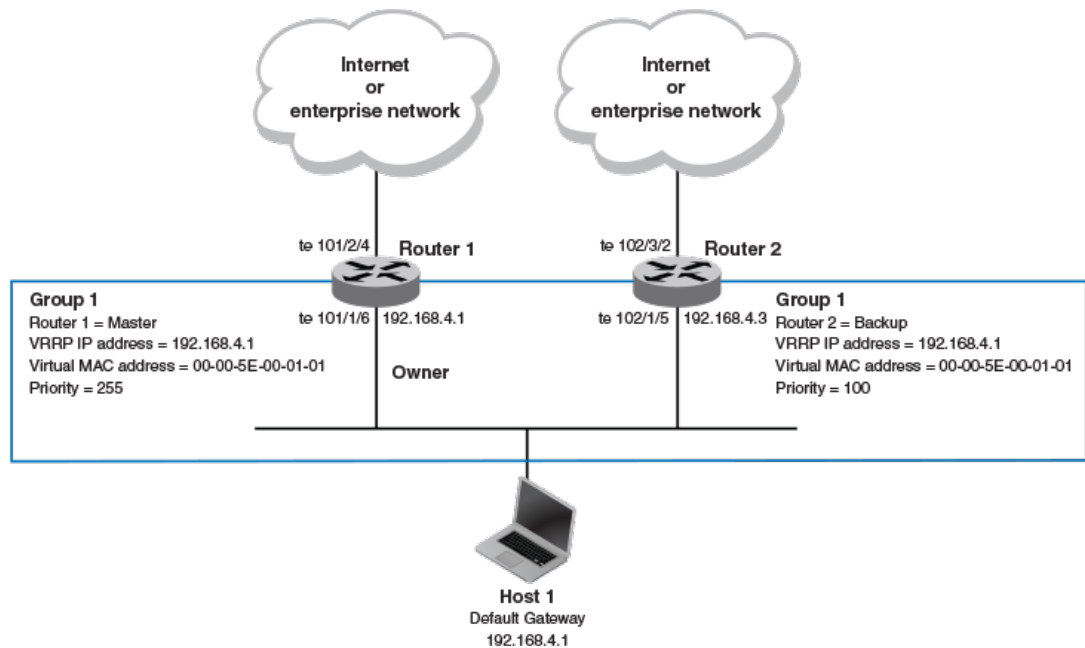 Internet
or
enterprise network
Internet
or
enterprise network
te 101/2/4
Router 1
te 102/3/2
Router 2
Group 1
Router 1 = Master
VRRP IP address = 192.168.4.1
Virtual MAC address = 00-00-5E-00-01-01
Priority = 255
te 101/1/6
192.168.4.1
Owner
te 102/1/5
192.168.4.3
Group 1
Router 2 = Backup
VRRP IP address = 192.168.4.1
Virtual MAC address = 00-00-5E-00-01-01
Priority = 100
Host 1
Default Gateway
192.168.4.1